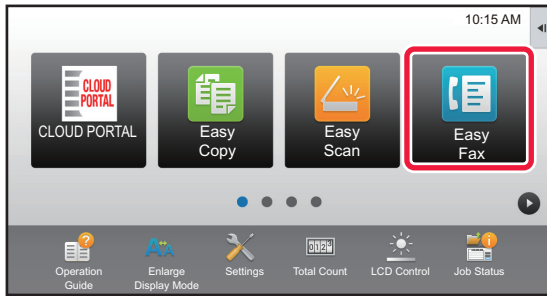 10:15 AM
CLOUD
PORTAL
CLOUD PORTAL
Easy
Copy
Easy
Scan
Easy
Fax
Operation
Guide
Enlarge
Display Mode
Settings
Total Count
LCD Control
Job Status